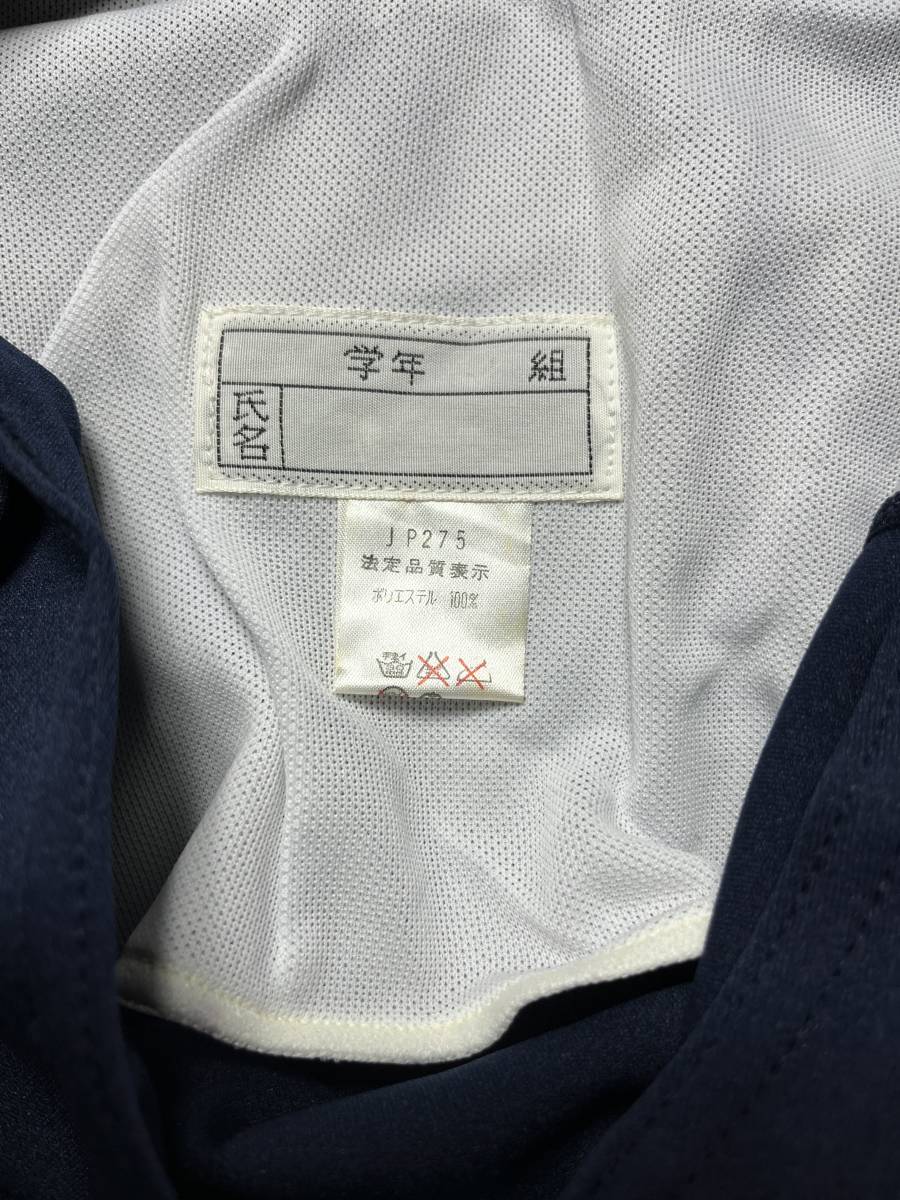 学年 組
氏名
JP275
法定品質表示
ポリエステル 100%